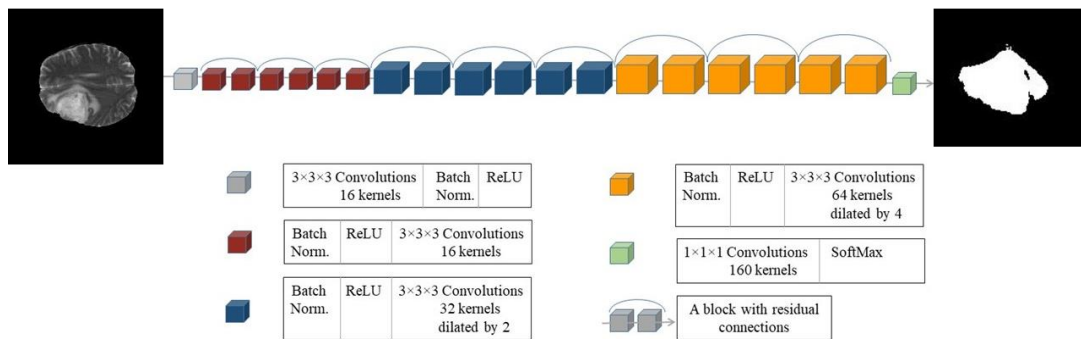 3×3×3 Convolutions
16 kernels
Batch
Norm.
ReLU
Batch
Norm.
ReLU
3×3×3 Convolutions
16 kernels
Batch
Norm.
ReLU
3×3×3 Convolutions
32 kernels
dilated by 2
Batch
Norm.
ReLU
3×3×3 Convolutions
64 kernels
dilated by 4
1×1×1 Convolutions
160 kernels
SoftMax
A block with residual
connections